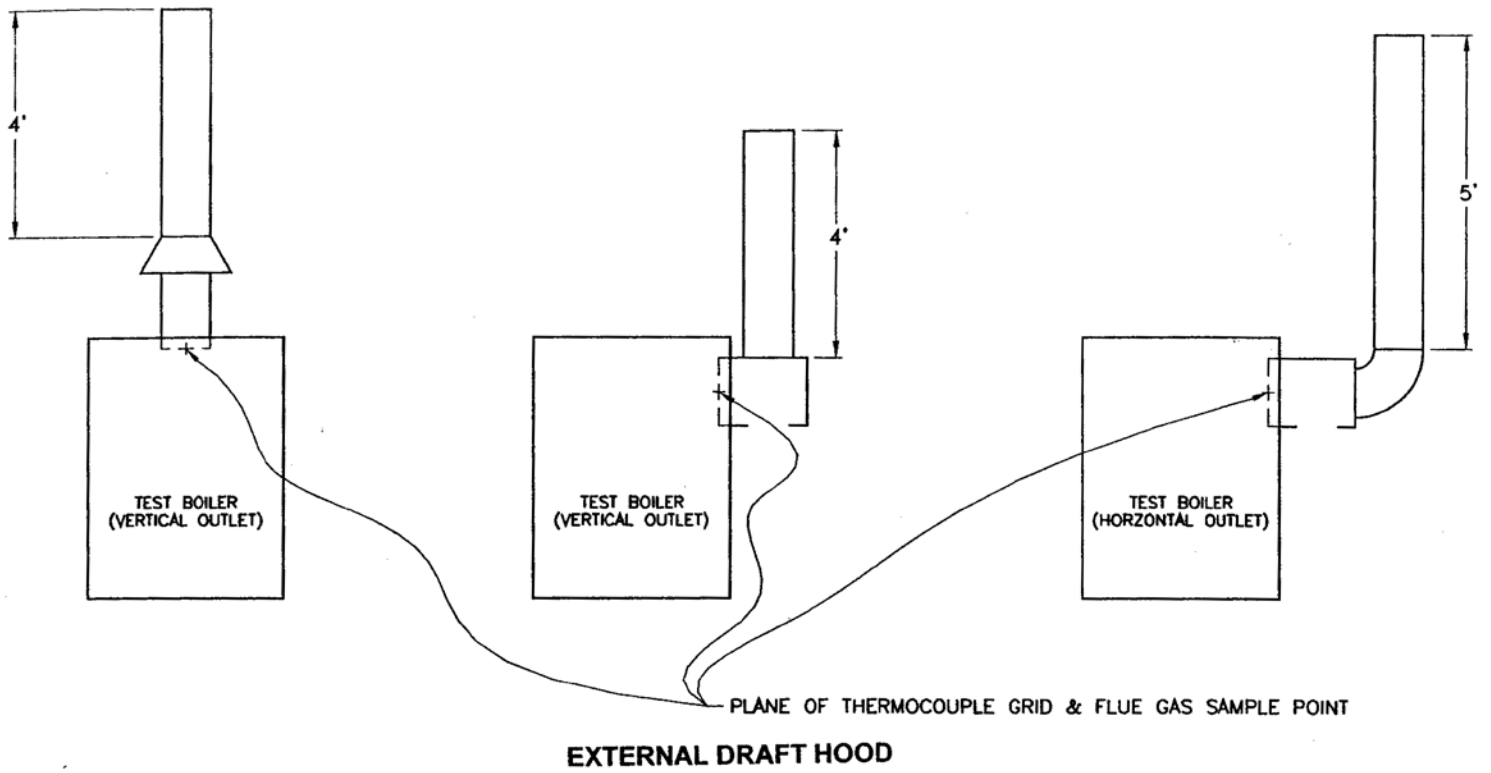 4'
4'
5'
TEST BOILER
(VERTICAL OUTLET)
TEST BOILER
(VERTICAL OUTLET)
TEST BOILER
(HORZONTAL OUTLET)
PLANE OF THERMOCOUPLE GRID & FLUE GAS SAMPLE POINT
EXTERNAL DRAFT HOOD